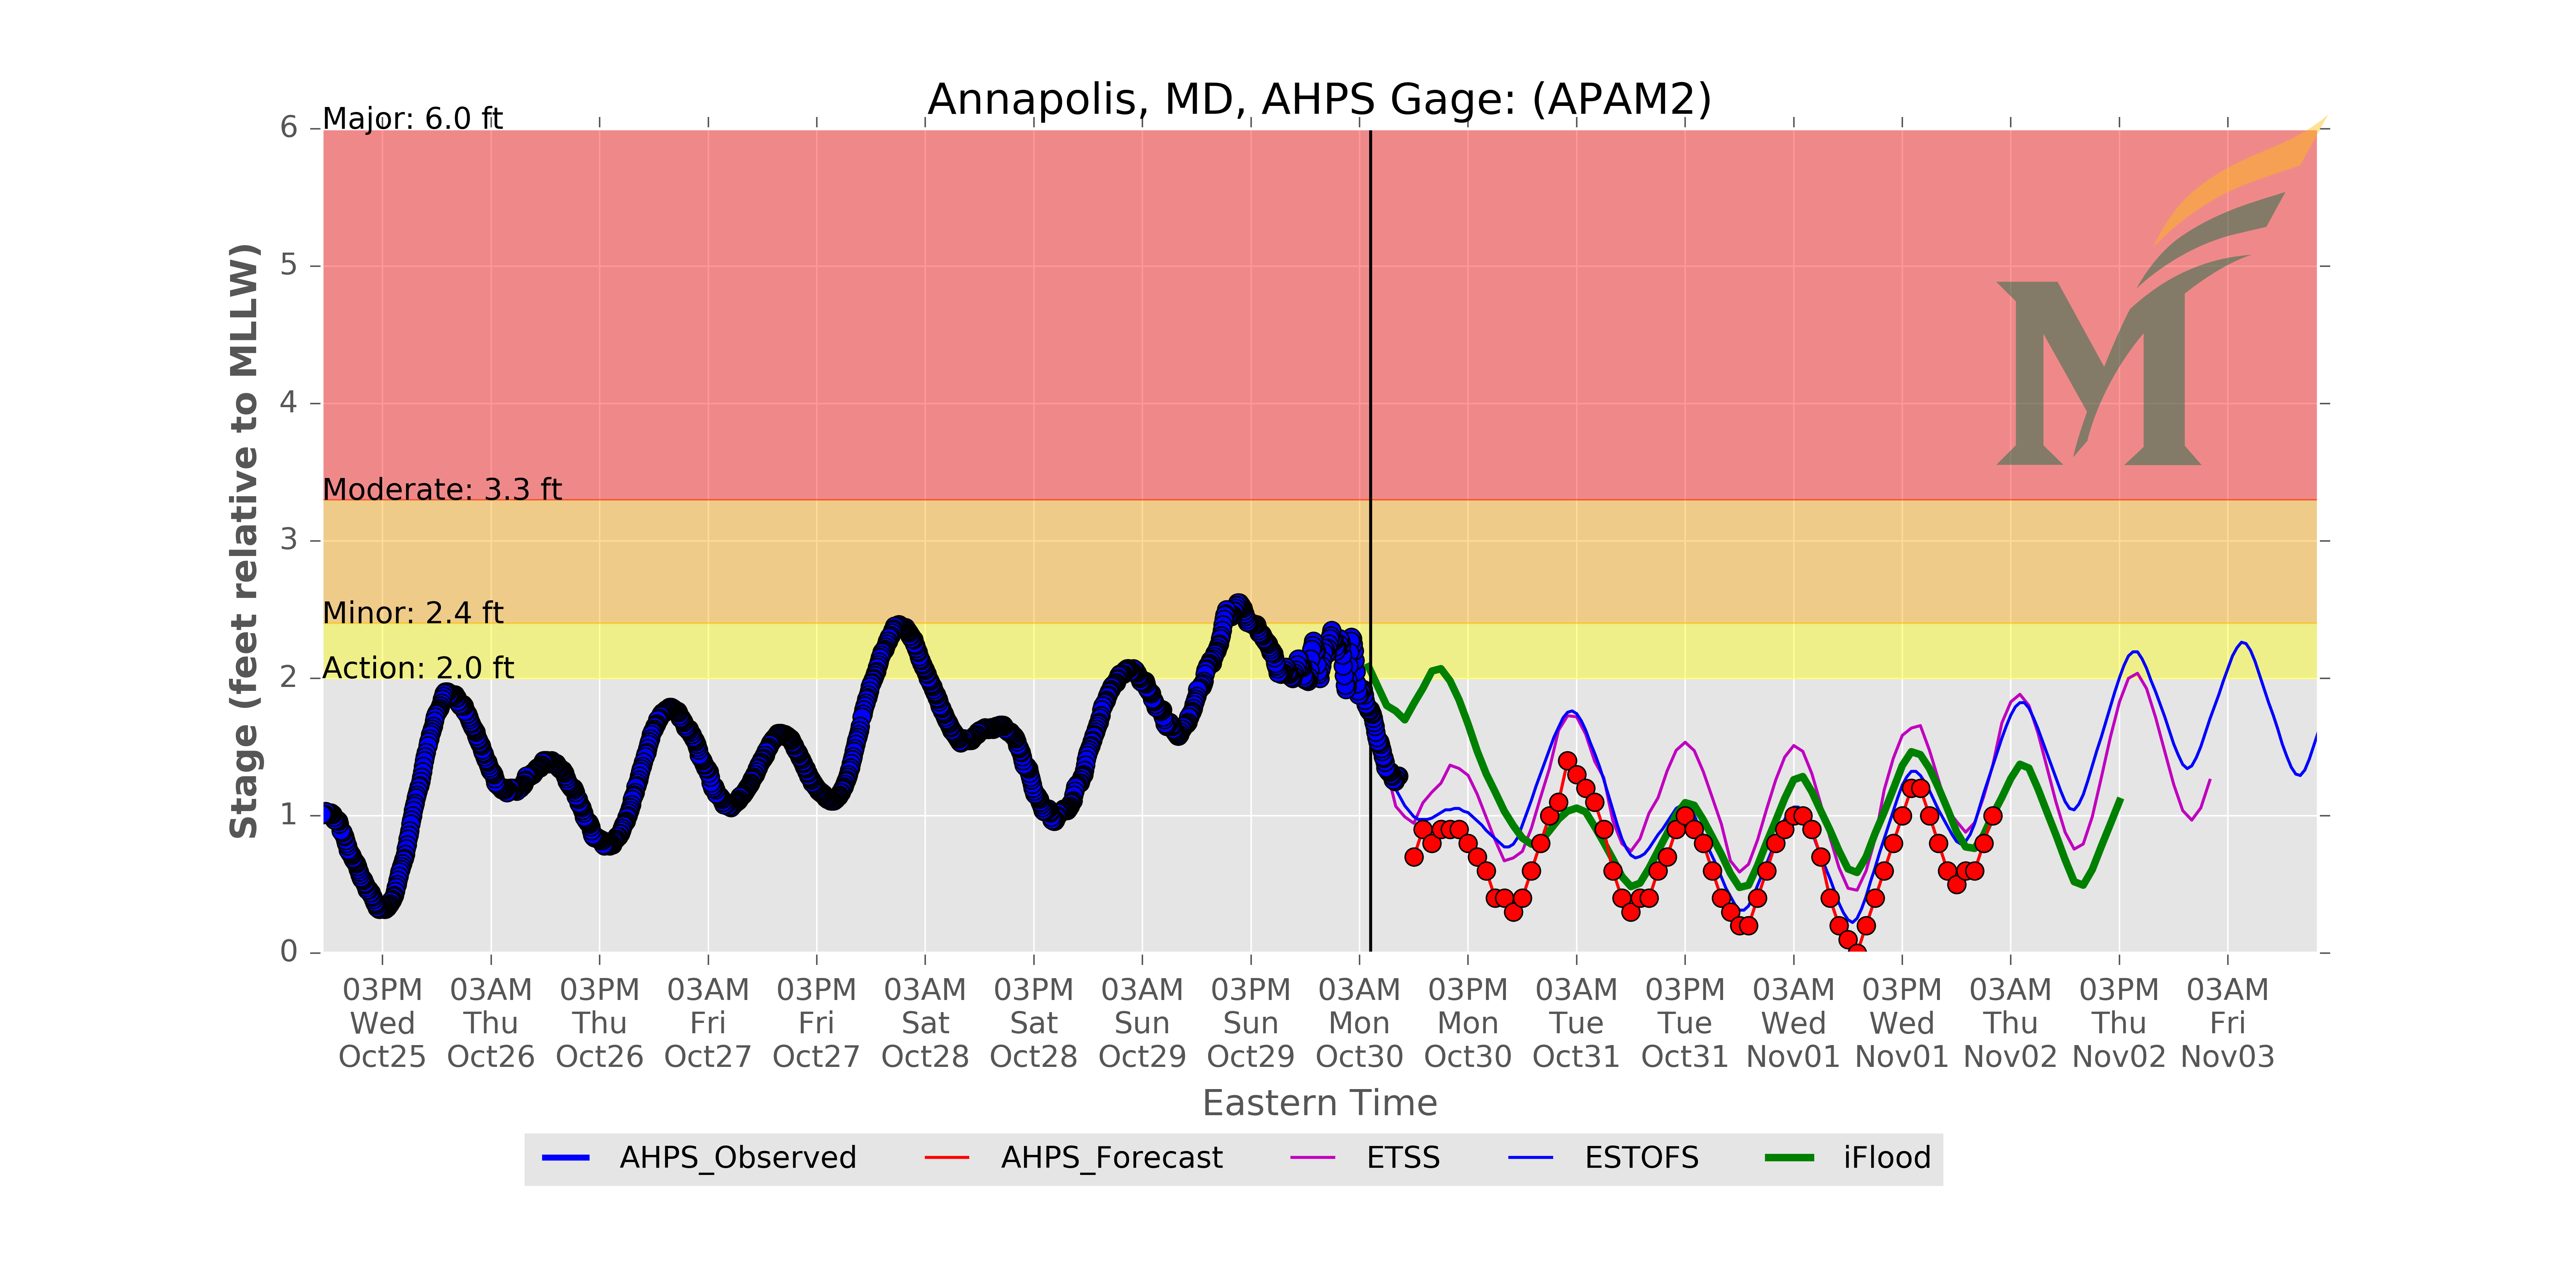 Annapolis, MD, AHPS Gage: (APAM2)
Major: 6.0 ft
Moderate: 3.3 ft
Minor: 2.4 ft
Action: 2.0 ft
Stage (feet relative to MLLW)
6
5
4
3
2
1
0
03PM 03AM 03PM 03AM 03PM 03AM 03PM 03AM 03PM 03AM 03PM 03AM 03PM 03AM 03PM 03AM 03PM 03AM
Wed Thu Thu Fri Fri Sat Sat Sun Sun Mon Mon Tue Tue Wed Wed Thu Thu Fri
Oct25 Oct26 Oct26 Oct27 Oct27 Oct28 Oct28 Oct29 Oct29 Oct30 Oct30 Oct31 Oct31 Nov01 Nov01 Nov02 Nov02 Nov03
Eastern Time
AHPS_Observed AHPS_Forecast ETSS ESTOFS iFlood